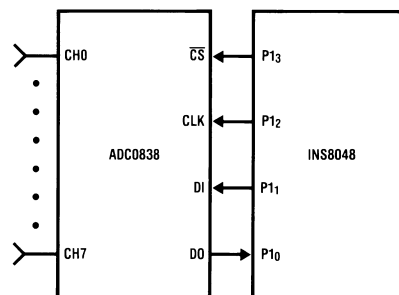 CH0 CS P1₃
CLK P1₂
ADC0838 INS8048
DI P1₁
CH7 DO P1₀